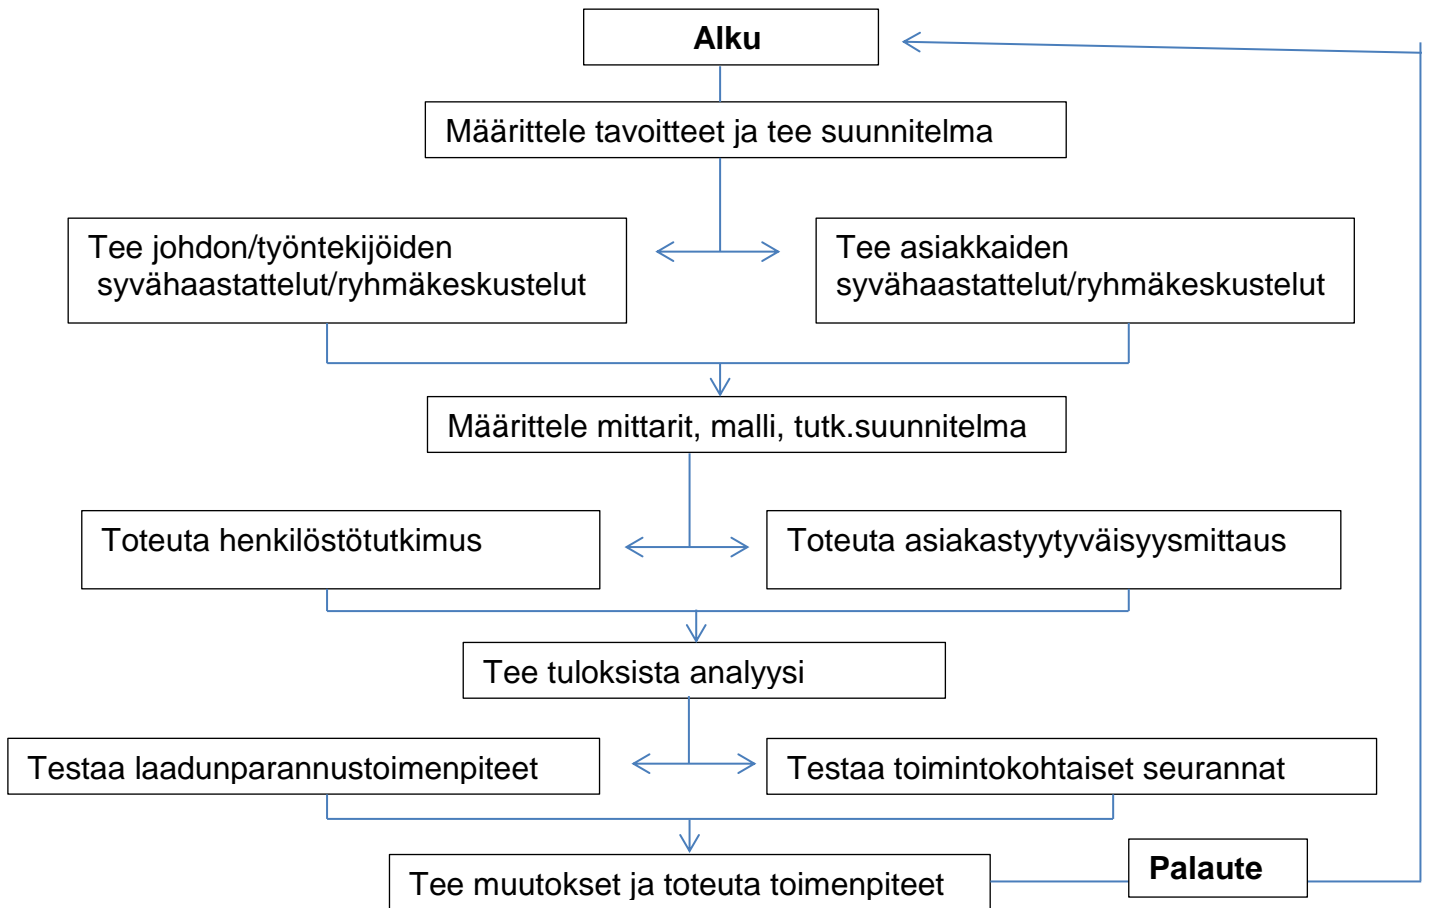 Alku
Määrittele tavoitteet ja tee suunnitelma
Tee johdon/työntekijöiden
syvähaastattelut/ryhmäkeskustelut
Tee asiakkaiden
syvähaastattelut/ryhmäkeskustelut
Määrittele mittarit, malli, tutk.suunnitelma
Toteuta henkilöstötutkimus
Toteuta asiakastyytyväisyysmittaus
Tee tuloksista analyysi
Testaa laadunparannustoimenpiteet
Testaa toimintokohtaiset seurannat
Tee muutokset ja toteuta toimenpiteet
Palaute